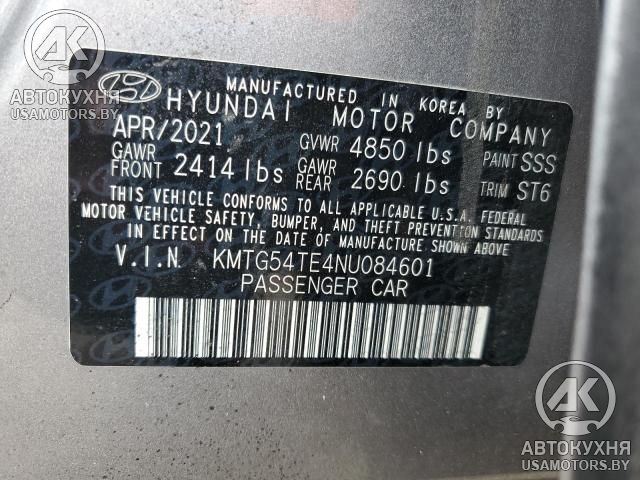 MANUFACTURED IN KOREA BY
HYUNDAI MOTOR COMPANY
APR/2021 GVWR 4850 lbs PAINT SSS
GAWR FRONT 2414 lbs GAWR REAR 2690 lbs TRIM ST6
THIS VEHICLE CONFORMS TO ALL APPLICABLE U.S.A. FEDERAL
MOTOR VEHICLE SAFETY, BUMPER, AND THEFT PREVENTION STANDARDS
IN EFFECT ON THE DATE OF MANUFACTURE SHOWN ABOVE.
V.I.N KMTG54TE4NU084601
PASSENGER CAR
АВТОКУХНЯ
USAMOTORS.BY
АК
АВТОКУХНЯ
USAMOTORS.BY
АК